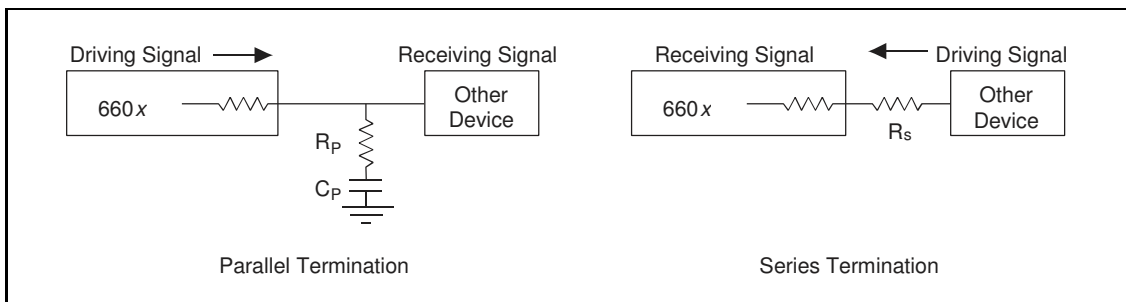 Driving Signal
Receiving Signal
660x
Other
Device
RP
CP
Parallel Termination
Receiving Signal
Driving Signal
660x
Other
Device
Rs
Series Termination